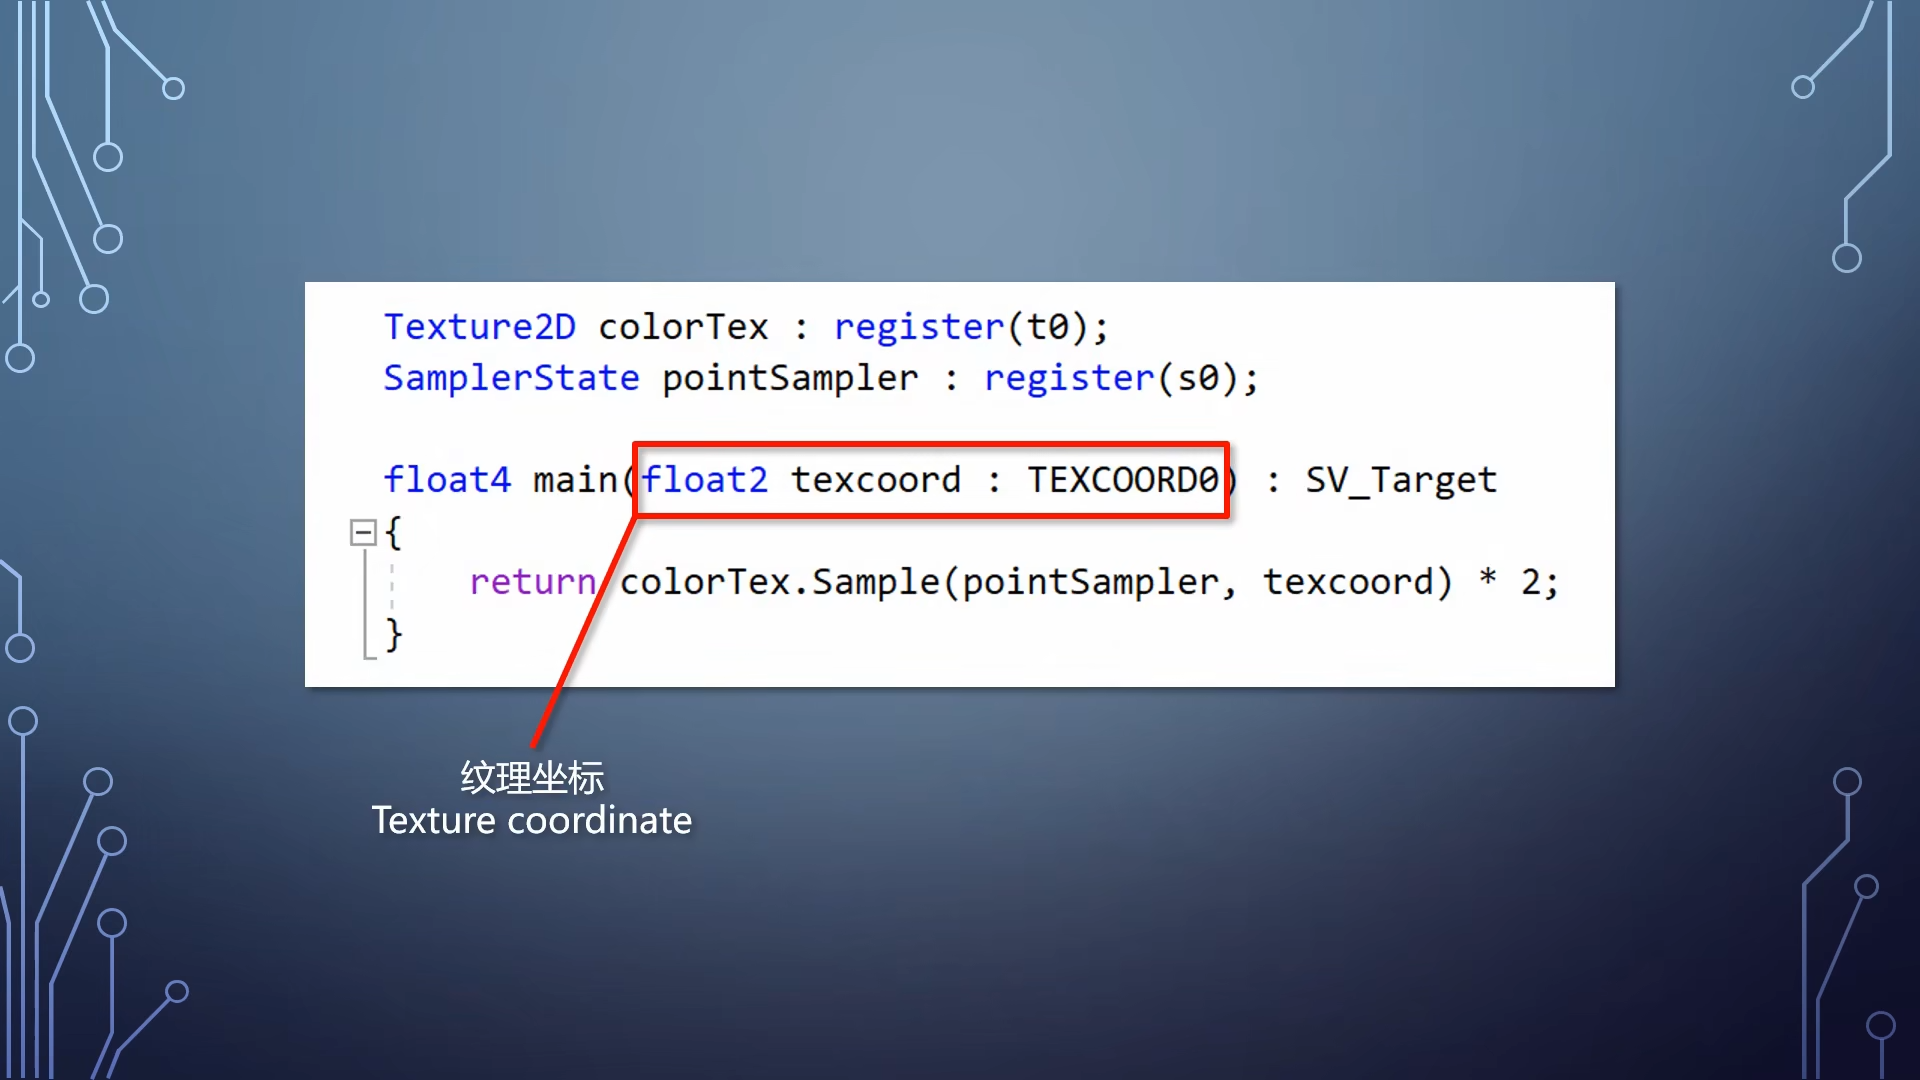 Texture2D colorTex : register(t0);
SamplerState pointSampler : register(s0);
float4 main(float2 texcoord : TEXCOORD0) : SV_Target
{
return colorTex.Sample(pointSampler, texcoord) * 2;
}
纹理坐标
Texture coordinate